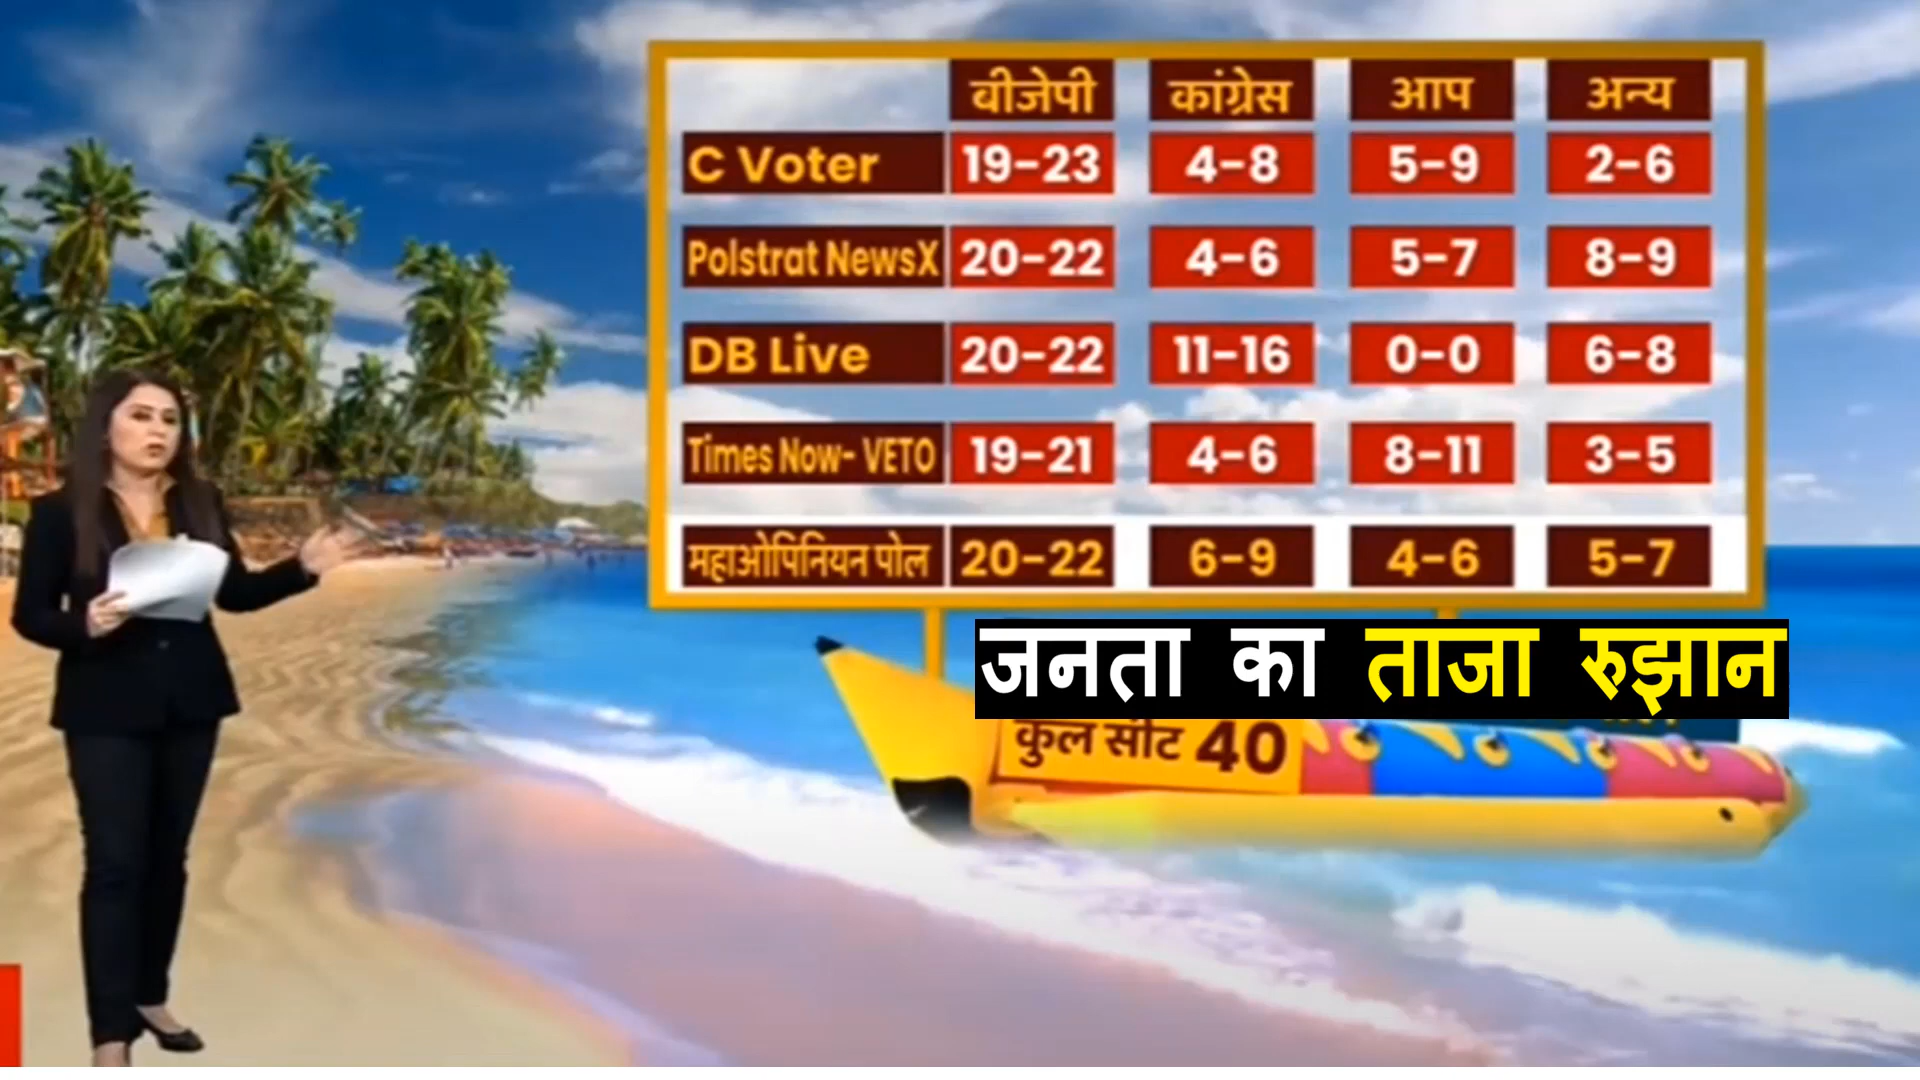 बीजेपी कांग्रेस आप अन्य
C Voter 19-23 4-8 5-9 2-6
Polstrat NewsX 20-22 4-6 5-7 8-9
DB Live 20-22 11-16 0-0 6-8
Times Now- VETO 19-21 4-6 8-11 3-5
महाओपिनियन पोल 20-22 6-9 4-6 5-7
जनता का ताजा रुझान
कुल सीट 40